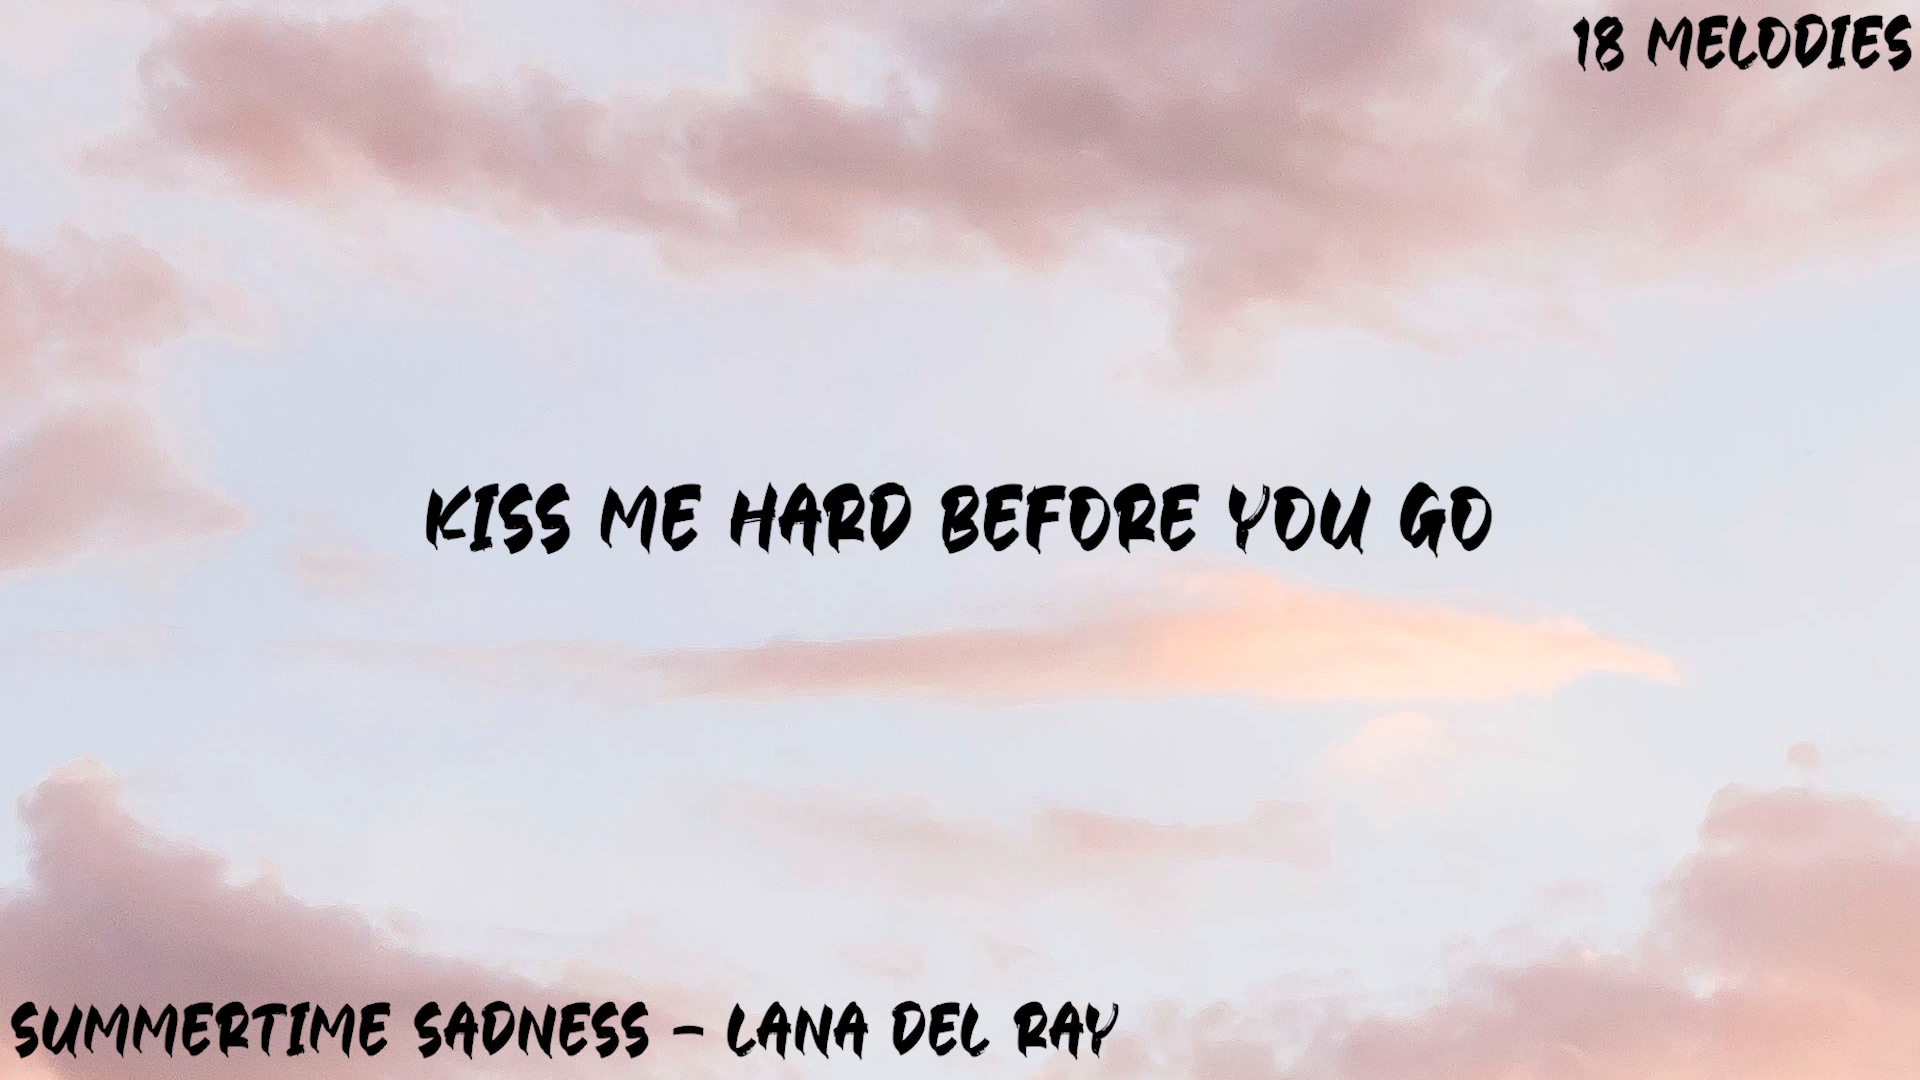 18 MELODIES
KISS ME HARD BEFORE YOU GO
SUMMERTIME SADNESS - LANA DEL RAY